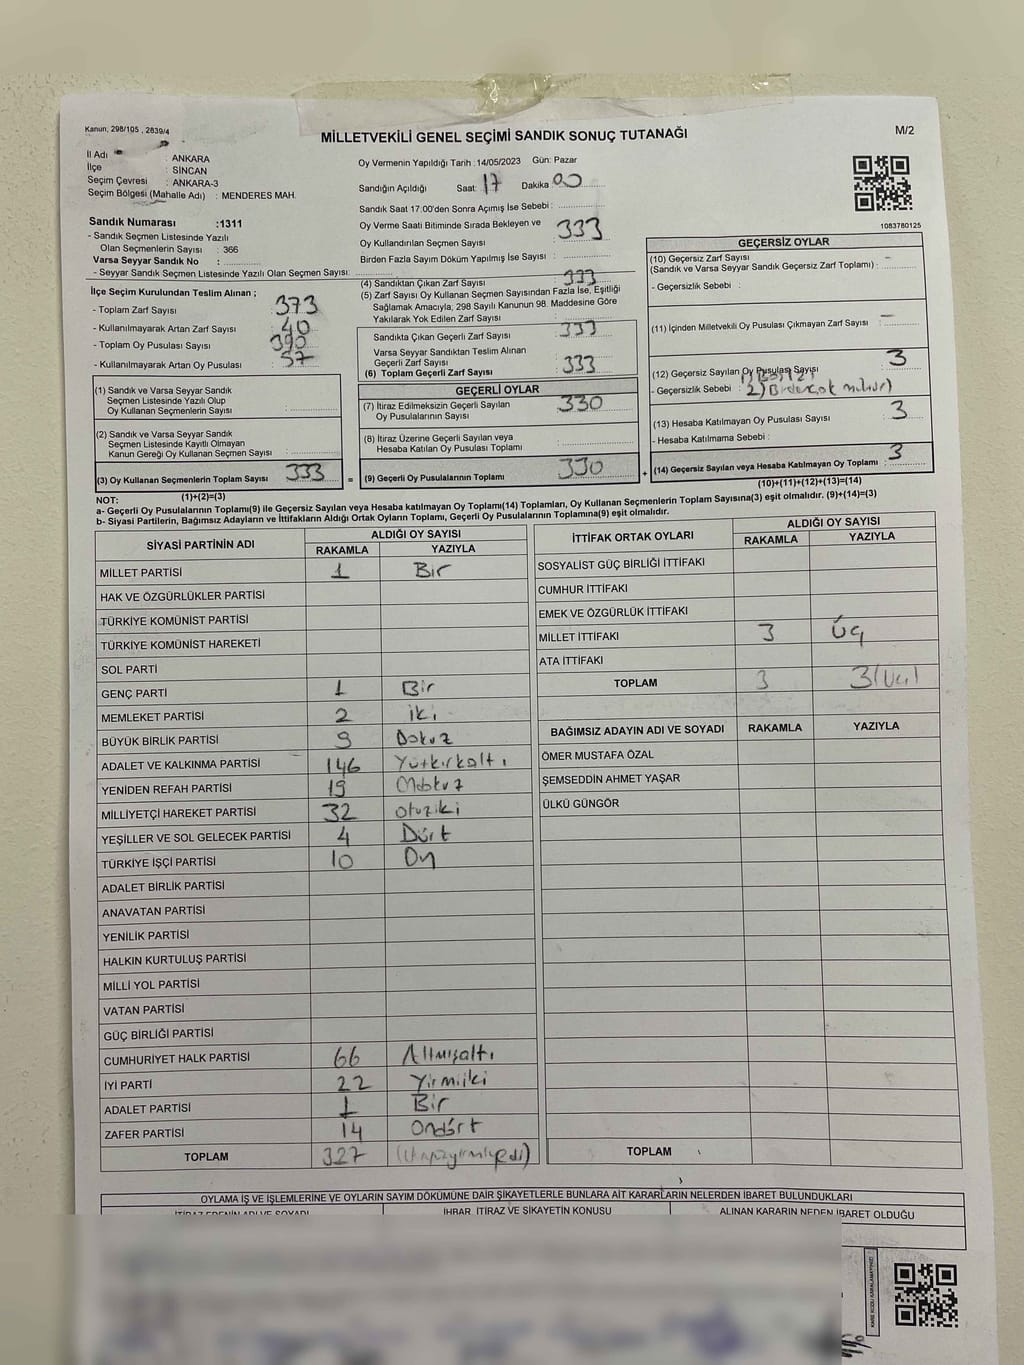 Kanun, 298/105 , 2839/4
MİLLETVEKİLİ GENEL SEÇİMİ SANDIK SONUÇ TUTANAĞI
M/2
İl Adı : ANKARA
İlçe : SİNCAN
Seçim Çevresi : ANKARA-3
Seçim Bölgesi (Mahalle Adı) : MENDERES MAH.
Oy Vermenin Yapıldığı Tarih : 14/05/2023 Gün: Pazar
Sandığın Açıldığı Saat: 17 Dakika 00
Sandık Saat 17:00'den Sonra Açımış İse Sebebi :
Oy Verme Saati Bitiminde Sırada Bekleyen ve
Oy Kullandırılan Seçmen Sayısı 333
Birden Fazla Sayım Döküm Yapılmış İse Sayısı :
1083780125
Sandık Numarası :1311
- Sandık Seçmen Listesinde Yazılı
Olan Seçmenlerin Sayısı : 366
Varsa Seyyar Sandık No :
- Seyyar Sandık Seçmen Listesinde Yazılı Olan Seçmen Sayısı:
İlçe Seçim Kurulundan Teslim Alınan ;
- Toplam Zarf Sayısı 373
- Kullanılmayarak Artan Zarf Sayısı 40
- Toplam Oy Pusulası Sayısı 390
- Kullanılmayarak Artan Oy Pusulası 57
(1) Sandık ve Varsa Seyyar Sandık
Seçmen Listesinde Yazılı Olup
Oy Kullanan Seçmenlerin Sayısı :
(2) Sandık ve Varsa Seyyar Sandık
Seçmen Listesinde Kayıtlı Olmayan
Kanun Gereği Oy Kullanan Seçmen Sayısı :
(3) Oy Kullanan Seçmenlerin Toplam Sayısı 333 =
(1)+(2)=(3)
(4) Sandıktan Çıkan Zarf Sayısı 333
(5) Zarf Sayısı Oy Kullanan Seçmen Sayısından Fazla İse, Eşitliği
Sağlamak Amacıyla; 298 Sayılı Kanunun 98. Maddesine Göre
Yakılarak Yok Edilen Zarf Sayısı :
Sandıkta Çıkan Geçerli Zarf Sayısı 333
Varsa Seyyar Sandıktan Teslim Alınan
Geçerli Zarf Sayısı
(6) Toplam Geçerli Zarf Sayısı 333
GEÇERLİ OYLAR
(7) İtiraz Edilmeksizin Geçerli Sayılan
Oy Pusulalarının Sayısı 330
(8) İtiraz Üzerine Geçerli Sayılan veya
Hesaba Katılan Oy Pusulası Toplamı
(9) Geçerli Oy Pusulalarının Toplamı 330 +
GEÇERSİZ OYLAR
(10) Geçersiz Zarf Sayısı
(Sandık ve Varsa Seyyar Sandık Geçersiz Zarf Toplamı) : -
- Geçersizlik Sebebi :
(11) İçinden Milletvekili Oy Pusulası Çıkmayan Zarf Sayısı : -
(12) Geçersiz Sayılan Oy Pusulası Sayısı 3
- Geçersizlik Sebebi : 2)
(13) Hesaba Katılmayan Oy Pusulası Sayısı 3
- Hesaba Katılmama Sebebi :
(14) Geçersiz Sayılan veya Hesaba Katılmayan Oy Toplamı : 3
(10)+(11)+(12)+(13)=(14)
NOT:
a- Geçerli Oy Pusulalarının Toplamı(9) ile Geçersiz Sayılan veya Hesaba katılmayan Oy Toplamı(14) Toplamları, Oy Kullanan Seçmenlerin Toplam Sayısına(3) eşit olmalıdır. (9)+(14)=(3)
b- Siyasi Partilerin, Bağımsız Adayların ve İttifakların Aldığı Ortak Oyların Toplamı, Geçerli Oy Pusulalarının Toplamına(9) eşit olmalıdır.
SİYASİ PARTİNİN ADI ALDIĞI OY SAYISI
RAKAMLA YAZIYLA
MİLLET PARTİSİ 1 Bir
HAK VE ÖZGÜRLÜKLER PARTİSİ
TÜRKİYE KOMÜNİST PARTİSİ
TÜRKİYE KOMÜNİST HAREKETİ
SOL PARTİ
GENÇ PARTİ 1 Bir
MEMLEKET PARTİSİ 2 iki
BÜYÜK BİRLİK PARTİSİ 9 Dokuz
ADALET VE KALKINMA PARTİSİ 146 Yüzkırkaltı
YENİDEN REFAH PARTİSİ 19 Ondokuz
MİLLİYETÇİ HAREKET PARTİSİ 32 otuziki
YEŞİLLER VE SOL GELECEK PARTİSİ 4 Dört
TÜRKİYE İŞÇİ PARTİSİ 10 On
ADALET BİRLİK PARTİSİ
ANAVATAN PARTİSİ
YENİLİK PARTİSİ
HALKIN KURTULUŞ PARTİSİ
MİLLİ YOL PARTİSİ
VATAN PARTİSİ
GÜÇ BİRLİĞİ PARTİSİ
CUMHURİYET HALK PARTİSİ 66 Altmışaltı
İYİ PARTİ 22 Yirmiiki
ADALET PARTİSİ 1 Bir
ZAFER PARTİSİ 14 Ondört
TOPLAM 327
İTTİFAK ORTAK OYLARI ALDIĞI OY SAYISI
RAKAMLA YAZIYLA
SOSYALİST GÜÇ BİRLİĞİ İTTİFAKI
CUMHUR İTTİFAKI
EMEK VE ÖZGÜRLÜK İTTİFAKI
MİLLET İTTİFAKI 3 Üç
ATA İTTİFAKI
TOPLAM 3 3(Üç)
BAĞIMSIZ ADAYIN ADI VE SOYADI RAKAMLA YAZIYLA
ÖMER MUSTAFA ÖZAL
ŞEMSEDDİN AHMET YAŞAR
ÜLKÜ GÜNGÖR
TOPLAM
OYLAMA İŞ VE İŞLEMLERİNE VE OYLARIN SAYIM DÖKÜMÜNE DAİR ŞİKAYETLERLE BUNLARA AİT KARARLARIN NELERDEN İBARET BULUNDUKLARI
İTİRAZ EDENİN ADI VE SOYADI İHBAR, İTİRAZ VE ŞİKAYETİN KONUSU ALINAN KARARIN NEDEN İBARET OLDUĞU
KARE KODU KARALAMAYINIZ!